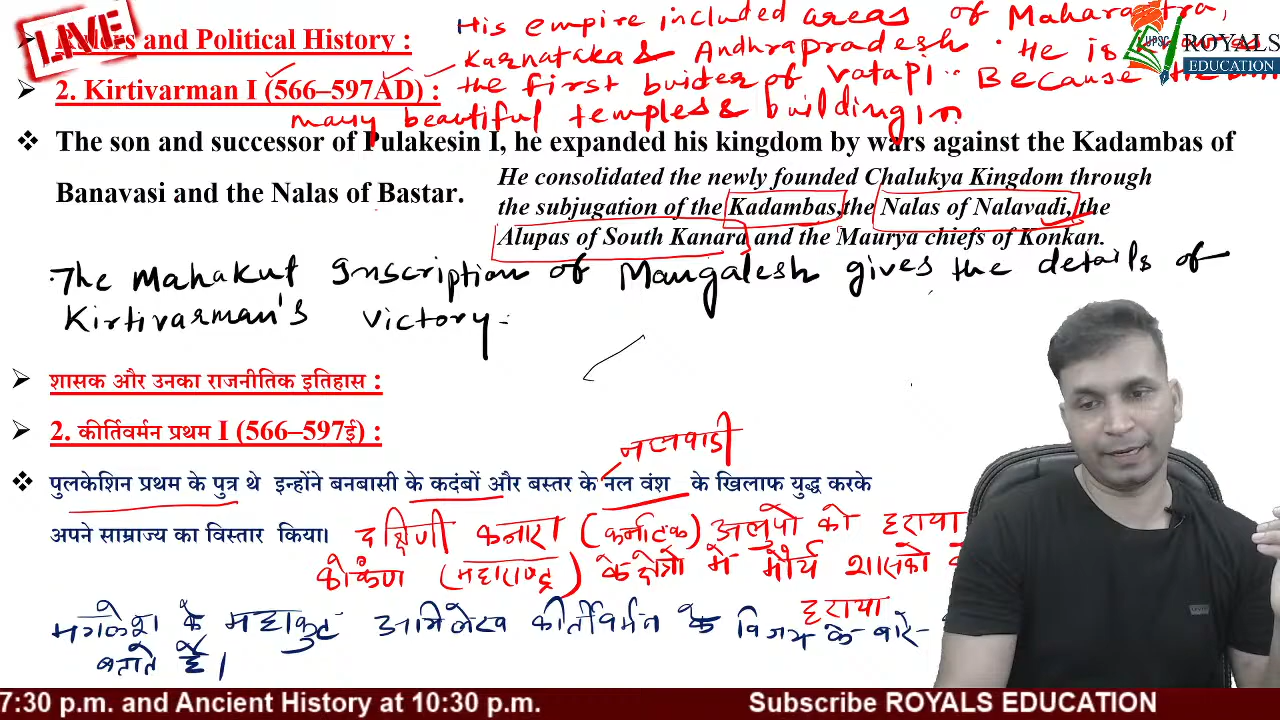 LIVE
Rulers and Political History :
His empire included areas of Maharastra,
Karnataka & Andhrapradesh. He is
2. Kirtivarman I (566–597AD) :
the first buider of Vatapi.. Because
many beautiful temples & building in
UPSC ROYALS
EDUCATION
The son and successor of Pulakesin I, he expanded his kingdom by wars against the Kadambas of
Banavasi and the Nalas of Bastar.
He consolidated the newly founded Chalukya Kingdom through
the subjugation of the Kadambas, the Nalas of Nalavadi, the
Alupas of South Kanara and the Maurya chiefs of Konkan.
The Mahakut Inscription of Mangalesh gives the details of
Kirtivarman's victory.
शासक और उनका राजनीतिक इतिहास :
2. कीर्तिवर्मन प्रथम I (566–597ई) :
नलवाडी
पुलकेशिन प्रथम के पुत्र थे इन्होंने बनबासी के कदंबों और बस्तर के नल वंश के खिलाफ युद्ध करके
अपने साम्राज्य का विस्तार किया।
दक्षिणी कनारा (कर्नाटक) अलुपो को हराया
कोंकण (महाराष्ट्र) के क्षेत्रो मे मौर्य शासको
हराया
मगलेश के महाकुट अभिलेख कीर्तीवर्मन के विजय के बारे
बताते है।
7:30 p.m. and Ancient History at 10:30 p.m.
Subscribe ROYALS EDUCATION